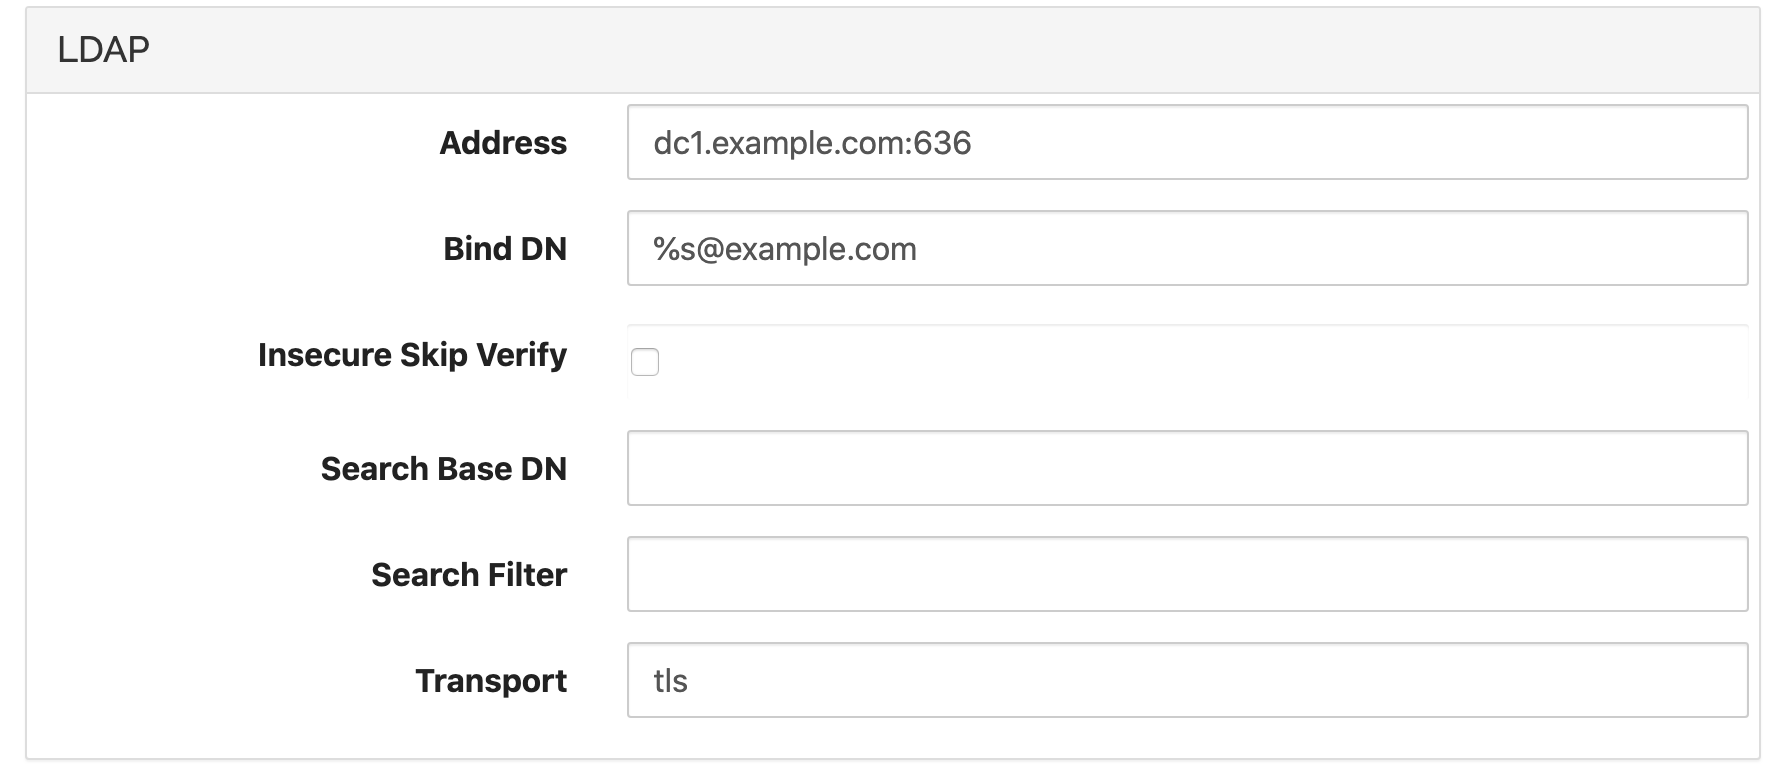 LDAP
Address dc1.example.com:636
Bind DN %s@example.com
Insecure Skip Verify
Search Base DN
Search Filter
Transport tls